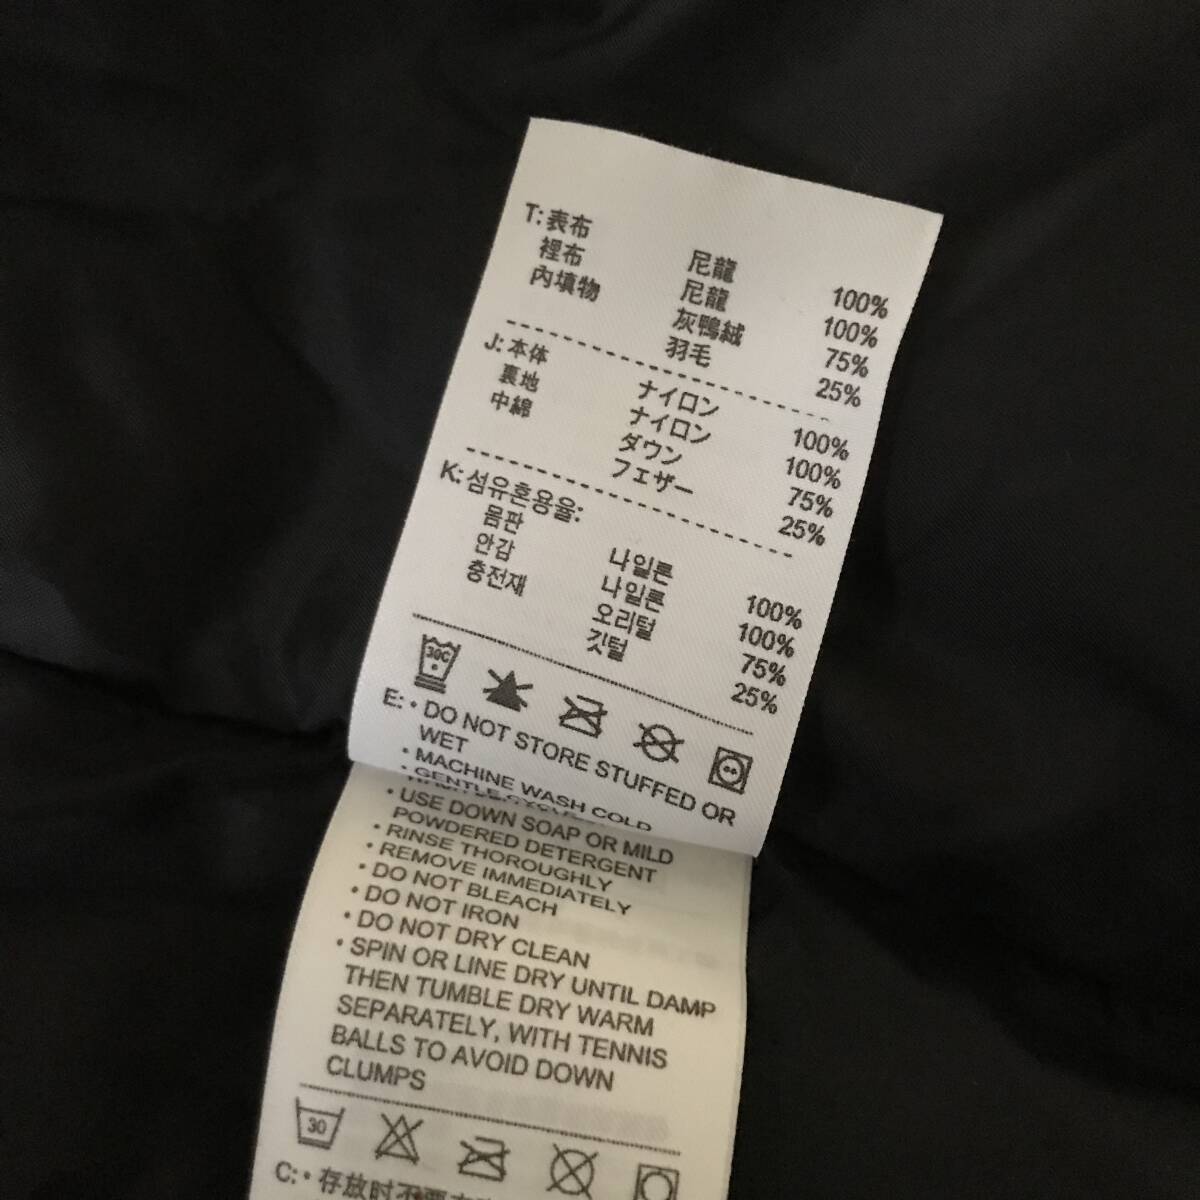 T: 表布 尼龍 100%
裡布 尼龍 100%
內填物 灰鴨絨 75%
羽毛 25%
J: 本体 ナイロン 100%
裏地 ナイロン 100%
中綿 ダウン 75%
フェザー 25%
K: 섬유혼용율:
몸판 나일론 100%
안감 나일론 100%
충전재 오리털 75%
깃털 25%
30C
E: • DO NOT STORE STUFFED OR
WET
• MACHINE WASH COLD
• GENTLE CYCLE
• USE DOWN SOAP OR MILD
POWDERED DETERGENT
• RINSE THOROUGHLY
• REMOVE IMMEDIATELY
• DO NOT BLEACH
• DO NOT IRON
• DO NOT DRY CLEAN
• SPIN OR LINE DRY UNTIL DAMP
THEN TUMBLE DRY WARM
SEPARATELY, WITH TENNIS
BALLS TO AVOID DOWN
CLUMPS
30
C: • 存放时不要